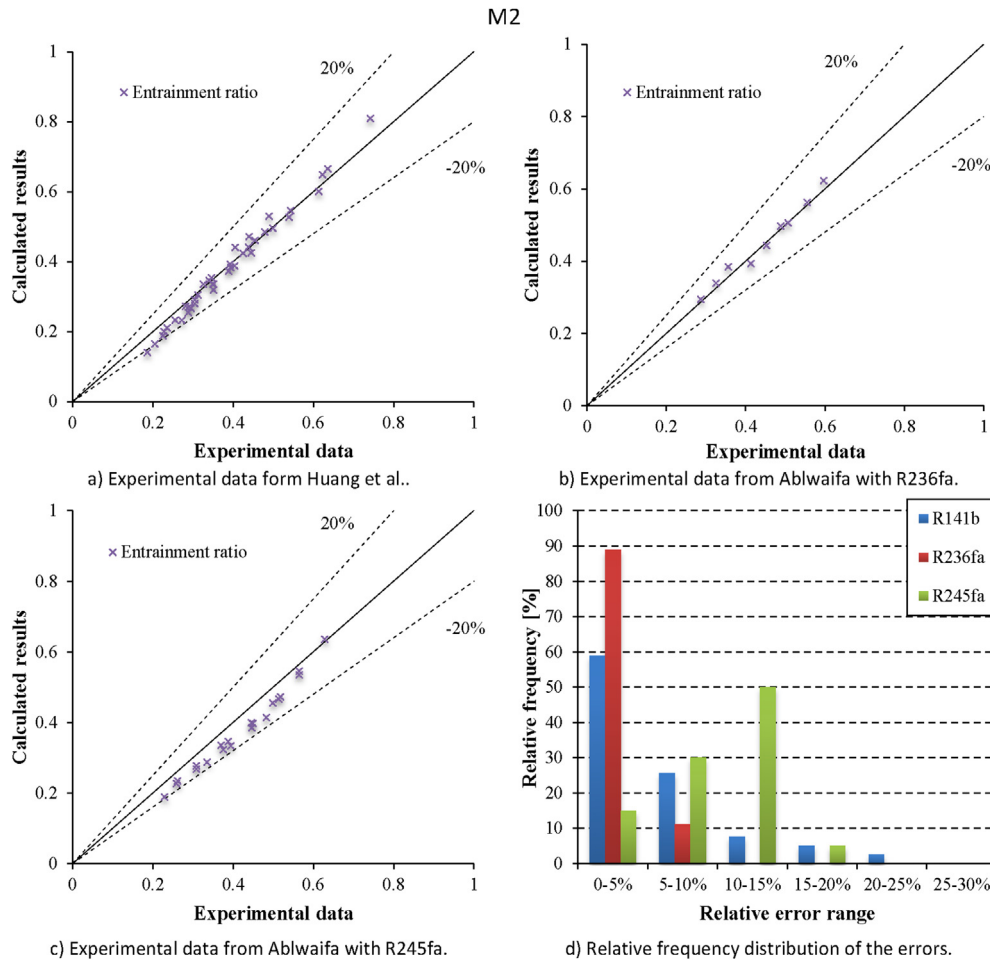 M2
1
0.8
0.6
0.4
0.2
0
0 0.2 0.4 0.6 0.8 1
Calculated results
Experimental data
Entrainment ratio
20%
-20%
a) Experimental data form Huang et al..
1
0.8
0.6
0.4
0.2
0
0 0.2 0.4 0.6 0.8 1
Calculated results
Experimental data
Entrainment ratio
20%
-20%
b) Experimental data from Ablwaifa with R236fa.
1
0.8
0.6
0.4
0.2
0
0 0.2 0.4 0.6 0.8 1
Calculated results
Experimental data
Entrainment ratio
20%
-20%
c) Experimental data from Ablwaifa with R245fa.
100
90
80
70
60
50
40
30
20
10
0
0-5% 5-10% 10-15% 15-20% 20-25% 25-30%
Relative frequency [%]
Relative error range
R141b
R236fa
R245fa
d) Relative frequency distribution of the errors.